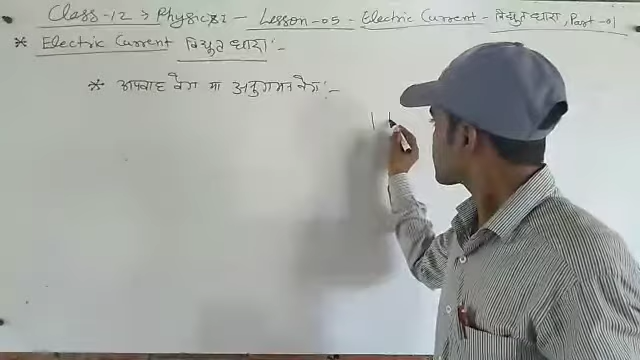 Class-12 → Physics:- Lesson-05 - Electric Current - विद्युत धारा, Part-01
* Electric Current विद्युत धारा :-
* अपवाह वेग या अनुगमन वेग :-